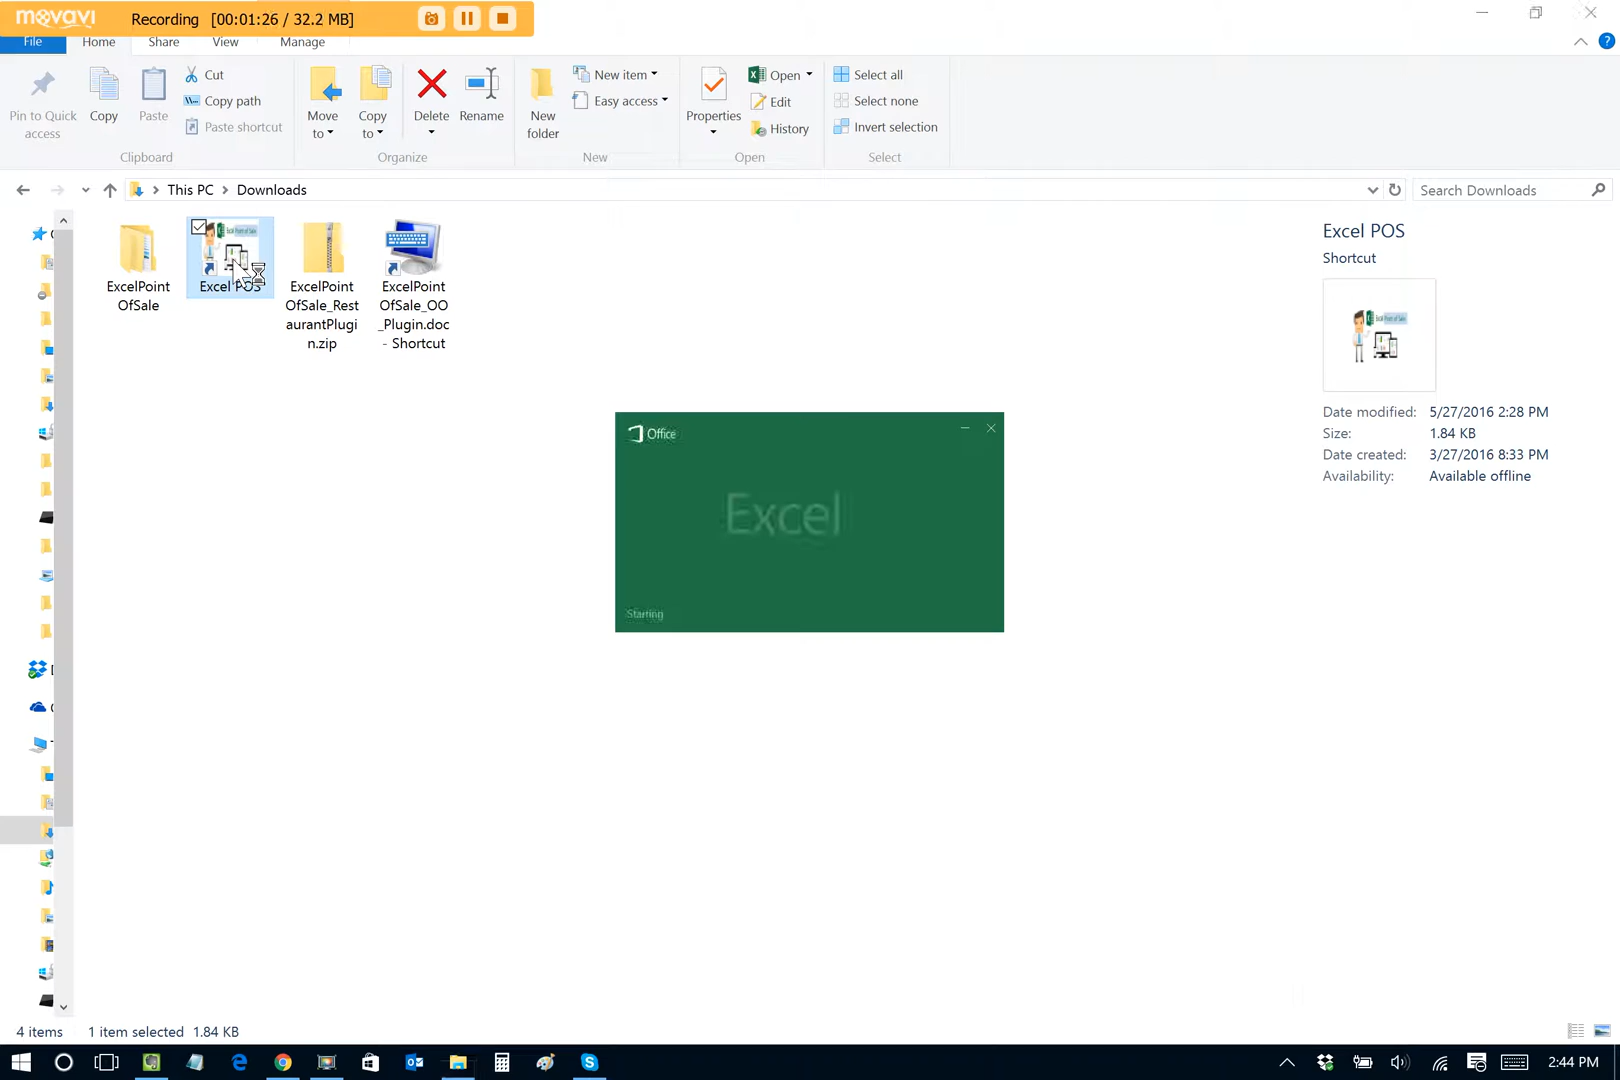 movavi
Recording [00:01:26 / 32.2 MB]
File Home Share View Manage
Pin to Quick access
Copy
Paste
Cut
Copy path
Paste shortcut
Clipboard
Move to
Copy to
Delete
Rename
Organize
New folder
New item
Easy access
New
Properties
Open
Edit
History
Open
Select all
Select none
Invert selection
Select
This PC > Downloads
Search Downloads
ExcelPoint
OfSale
Excel POS
ExcelPoint
OfSale_Rest
aurantPlugi
n.zip
ExcelPoint
OfSale_OO
_Plugin.doc
- Shortcut
Office
Excel
Starting
Excel POS
Shortcut
Date modified: 5/27/2016 2:28 PM
Size: 1.84 KB
Date created: 3/27/2016 8:33 PM
Availability: Available offline
4 items 1 item selected 1.84 KB
2:44 PM